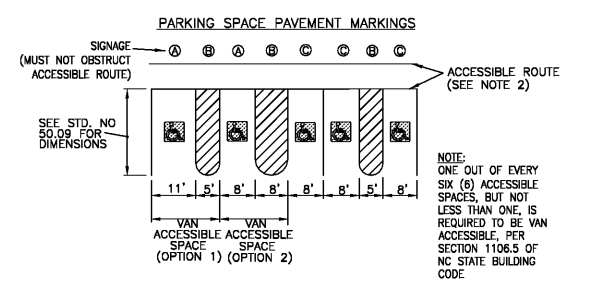 PARKING SPACE PAVEMENT MARKINGS
SIGNAGE
(MUST NOT OBSTRUCT
ACCESSIBLE ROUTE)
A B A B C C B C
ACCESSIBLE ROUTE
(SEE NOTE 2)
SEE STD. NO
50.09 FOR
DIMENSIONS
11' 5' 8' 8' 8' 8' 5' 8'
VAN
ACCESSIBLE
SPACE
(OPTION 1)
VAN
ACCESSIBLE
SPACE
(OPTION 2)
NOTE:
ONE OUT OF EVERY
SIX (6) ACCESSIBLE
SPACES, BUT NOT
LESS THAN ONE, IS
REQUIRED TO BE VAN
ACCESSIBLE, PER
SECTION 1106.5 OF
NC STATE BUILDING
CODE